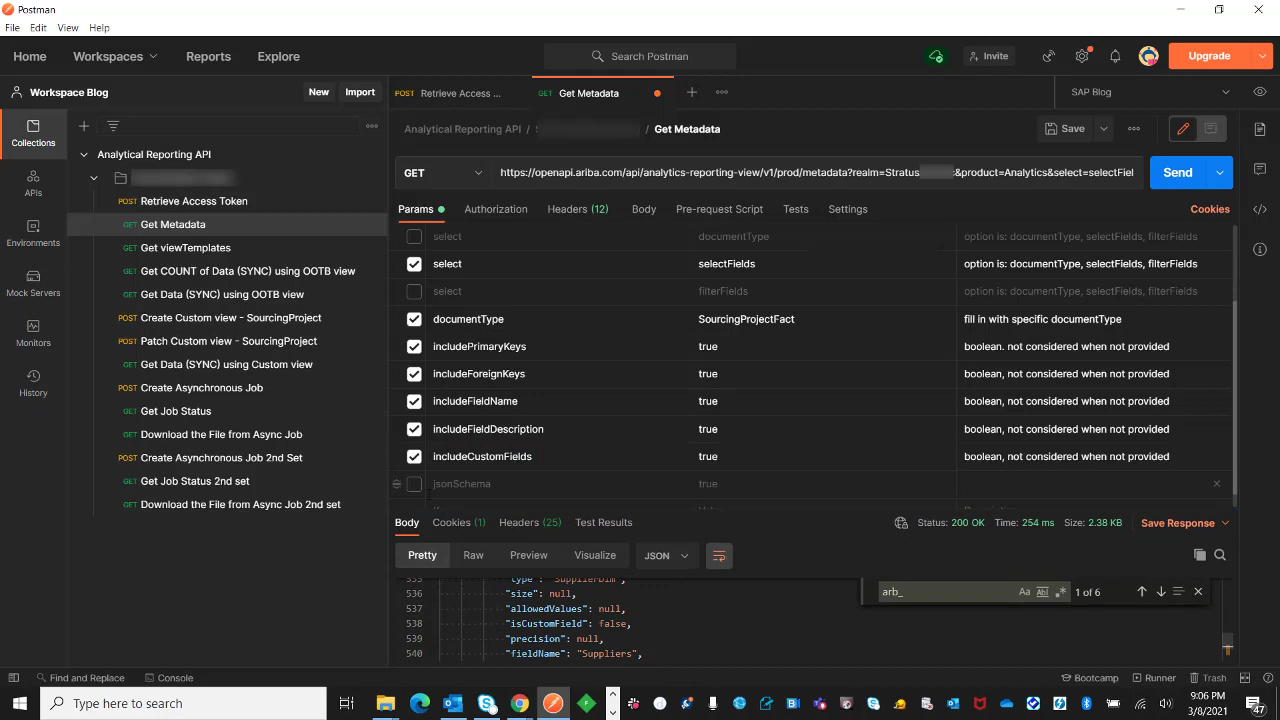 Postman
File Edit View Help
Home Workspaces Reports Explore Search Postman Invite Upgrade
Workspace Blog New Import POST Retrieve Access ... GET Get Metadata SAP Blog
Analytical Reporting API / / Get Metadata Save
Collections
APIs
Environments
Mock Servers
Monitors
History
Analytical Reporting API
POST Retrieve Access Token
GET Get Metadata
GET Get viewTemplates
GET Get COUNT of Data (SYNC) using OOTB view
GET Get Data (SYNC) using OOTB view
POST Create Custom view - SourcingProject
POST Patch Custom view - SourcingProject
GET Get Data (SYNC) using Custom view
POST Create Asynchronous Job
GET Get Job Status
GET Download the File from Async Job
POST Create Asynchronous Job 2nd Set
GET Get Job Status 2nd set
GET Download the File from Async Job 2nd set
GET https://openapi.ariba.com/api/analytics-reporting-view/v1/prod/metadata?realm=Stratus &product=Analytics&select=selectFiel Send
Params Authorization Headers (12) Body Pre-request Script Tests Settings Cookies
select documentType option is: documentType, selectFields, filterFields
select selectFields option is: documentType, selectFields, filterFields
select filterFields option is: documentType, selectFields, filterFields
documentType SourcingProjectFact fill in with specific documentType
includePrimaryKeys true boolean. not considered when not provided
includeForeignKeys true boolean, not considered when not provided
includeFieldName true boolean, not considered when not provided
includeFieldDescription true boolean, not considered when not provided
includeCustomFields true boolean, not considered when not provided
jsonSchema true
Body Cookies (1) Headers (25) Test Results Status: 200 OK Time: 254 ms Size: 2.38 KB Save Response
Pretty Raw Preview Visualize JSON
arb_ Aa Abl 1 of 6
535 "type": "SupplierDim",
536 "size": null,
537 "allowedValues": null,
538 "isCustomField": false,
539 "precision": null,
540 "fieldName": "Suppliers",
Find and Replace Console Bootcamp Runner Trash
Type here to search
9:06 PM
3/8/2021
47